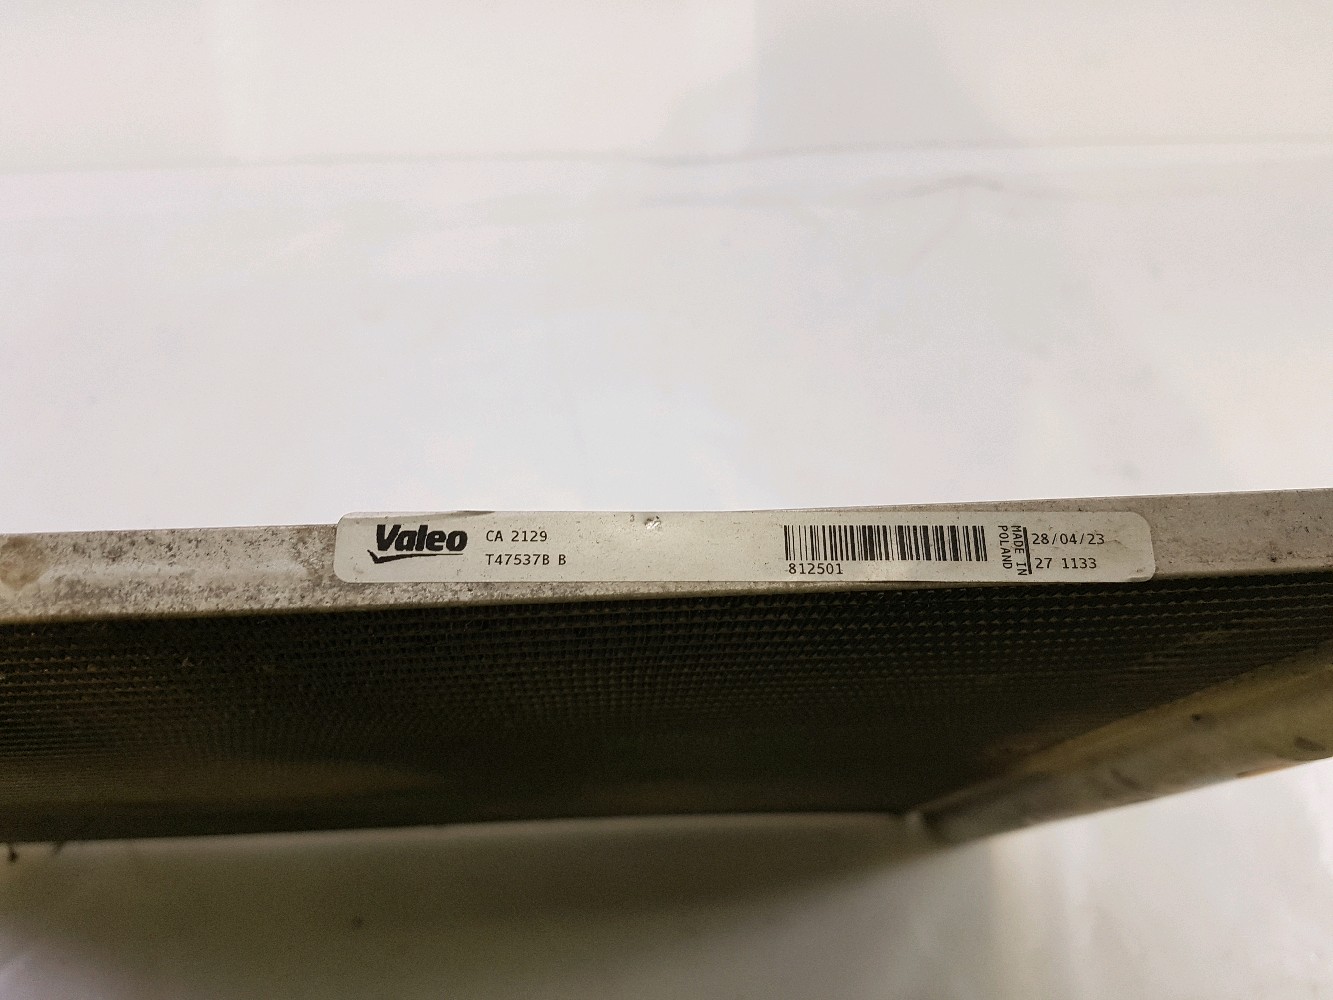 Valeo
CA 2129
T47537B B
812501
MADE IN
POLAND
28/04/23
27 1133